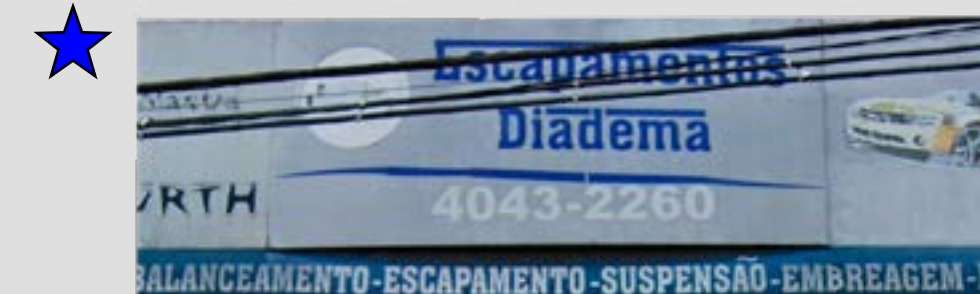 Escapamentos
Diadema
4043-2260
BALANCEAMENTO-ESCAPAMENTO-SUSPENSÃO-EMBREAGEM